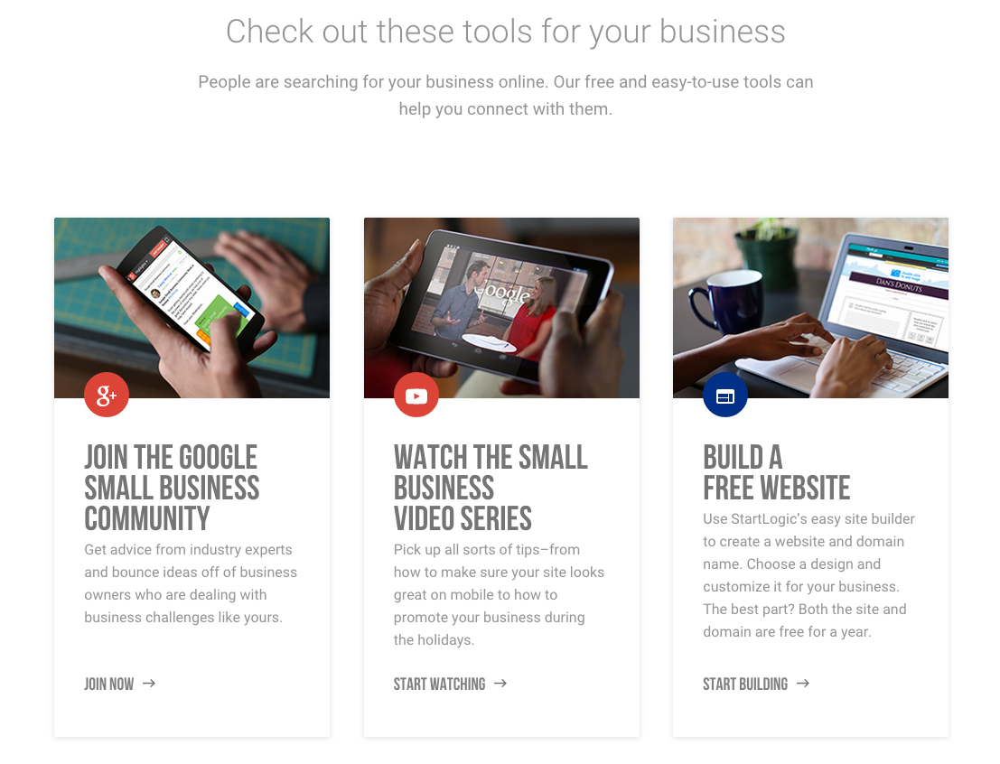 Check out these tools for your business
People are searching for your business online. Our free and easy-to-use tools can
help you connect with them.
Google
DAN'S DONUTS
g+
JOIN THE GOOGLE
SMALL BUSINESS
COMMUNITY
Get advice from industry experts
and bounce ideas off of business
owners who are dealing with
business challenges like yours.
JOIN NOW →
WATCH THE SMALL
BUSINESS
VIDEO SERIES
Pick up all sorts of tips–from
how to make sure your site looks
great on mobile to how to
promote your business during
the holidays.
START WATCHING →
BUILD A
FREE WEBSITE
Use StartLogic’s easy site builder
to create a website and domain
name. Choose a design and
customize it for your business.
The best part? Both the site and
domain are free for a year.
START BUILDING →